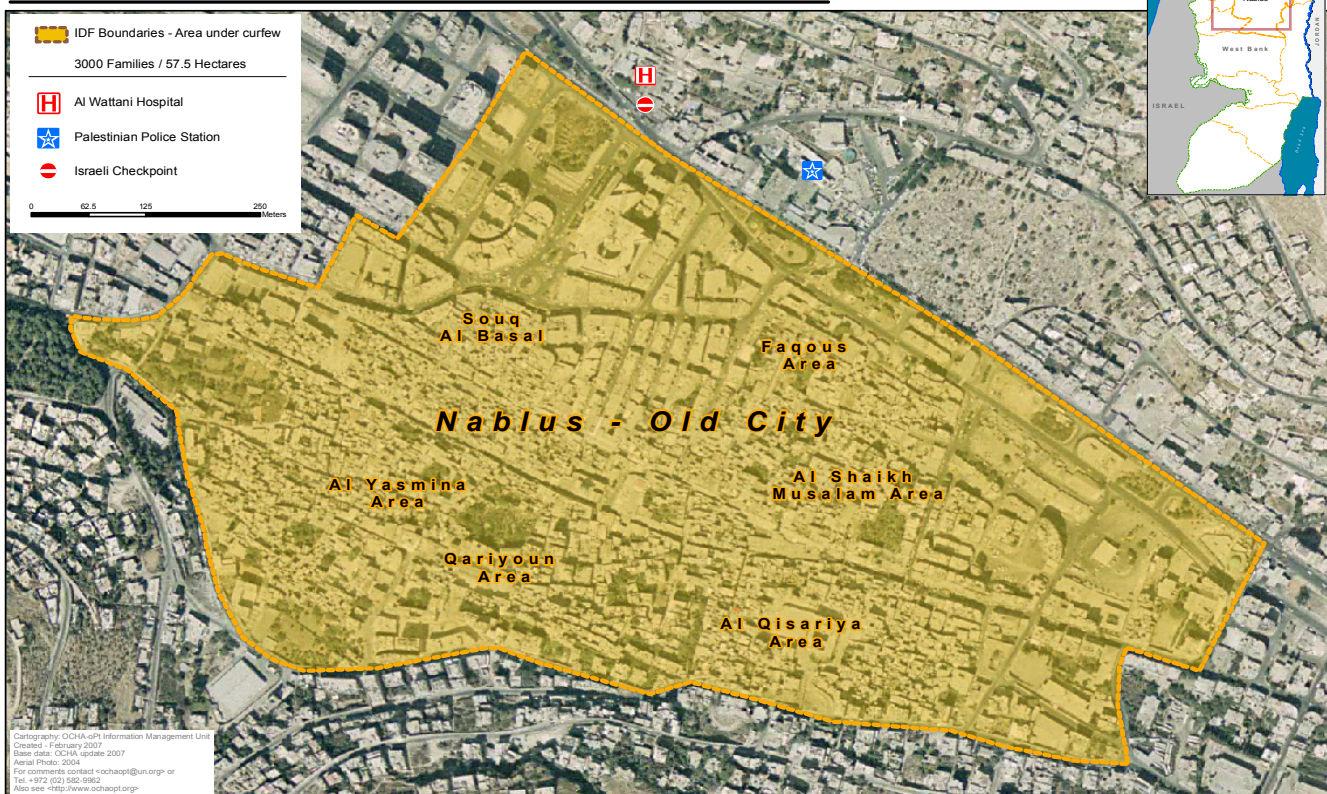 IDF Boundaries - Area under curfew
3000 Families / 57.5 Hectares
H
Al Wattani Hospital
Palestinian Police Station
Israeli Checkpoint
0 62.5 125 250
Meters
H
West Bank
JORDAN
ISRAEL
Dead Sea
Souq
Al Basal
Faqous
Area
Nablus - Old City
Al Yasmina
Area
Al Shaikh
Musalam Area
Qariyoun
Area
Al Qisariya
Area
Cartography: OCHA-oPt Information Management Unit
Created - February 2007
Base data: OCHA update 2007
Aerial Photo: 2004
For comments contact <ochaopt@un.org> or
Tel. +972 (02) 582-9962
Also see <http://www.ochaopt.org>